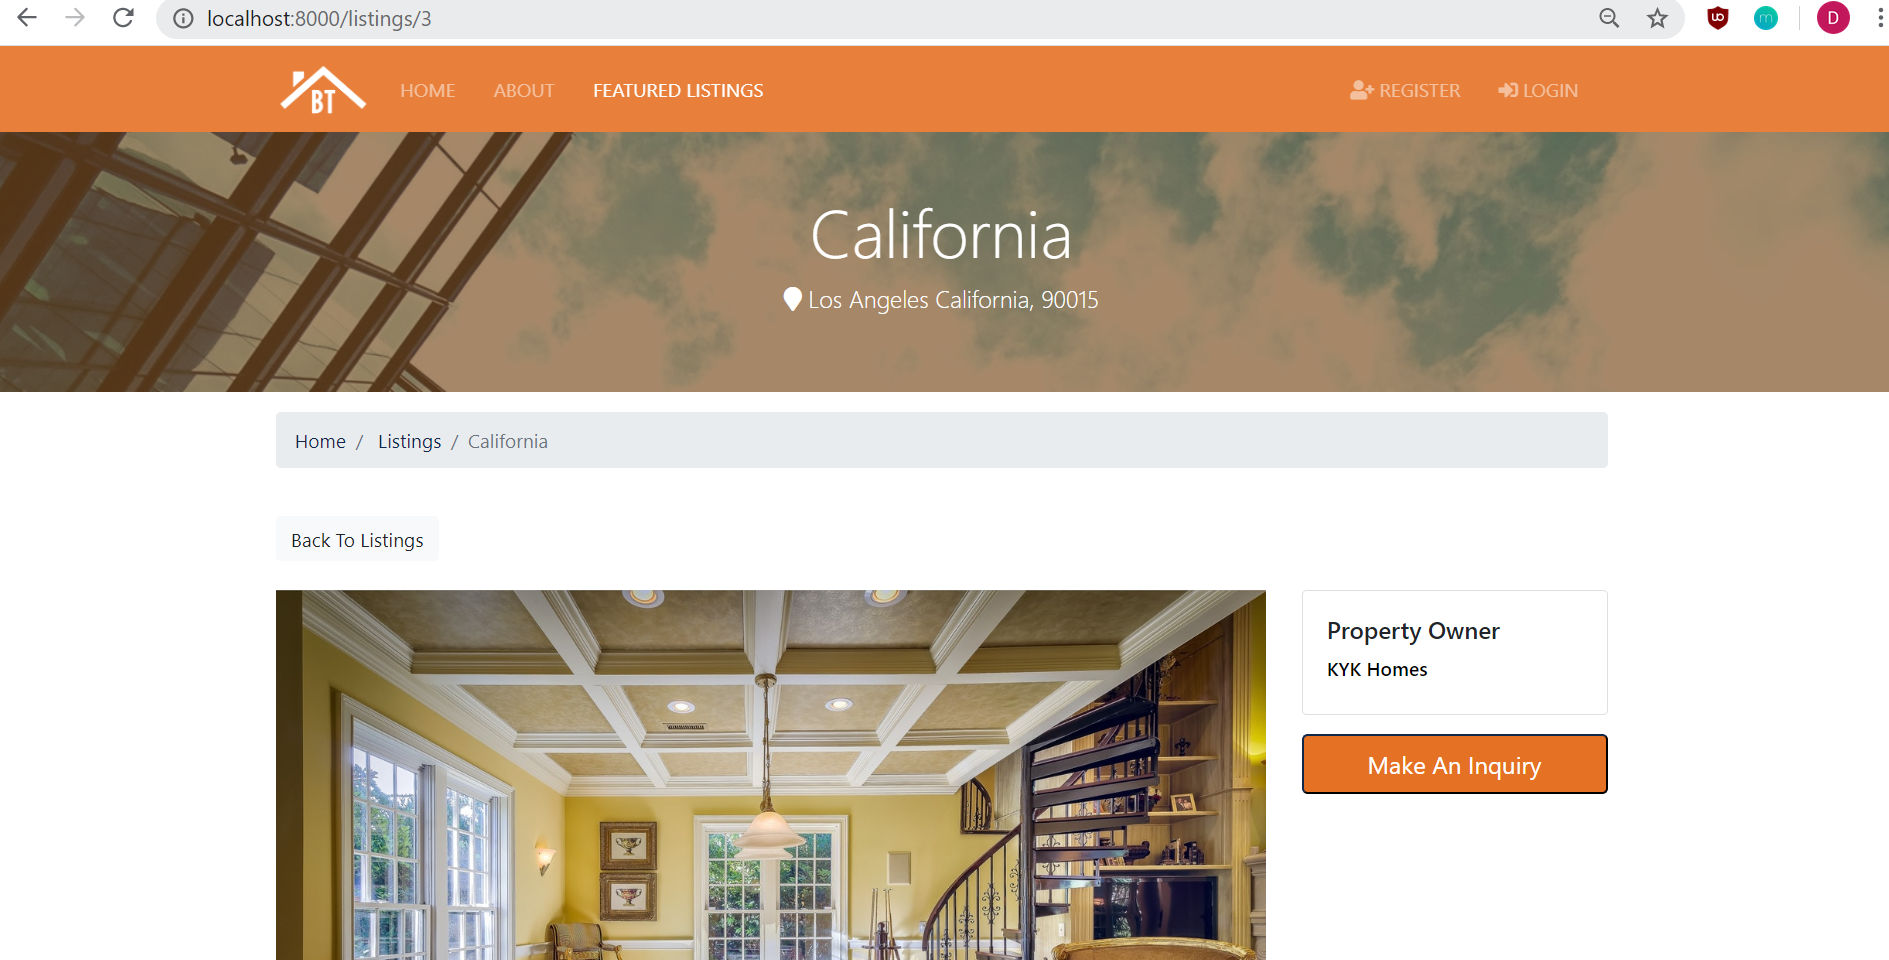 localhost:8000/listings/3
D
BT
HOME ABOUT FEATURED LISTINGS REGISTER LOGIN
California
Los Angeles California, 90015
Home / Listings / California
Back To Listings
Property Owner
KYK Homes
Make An Inquiry